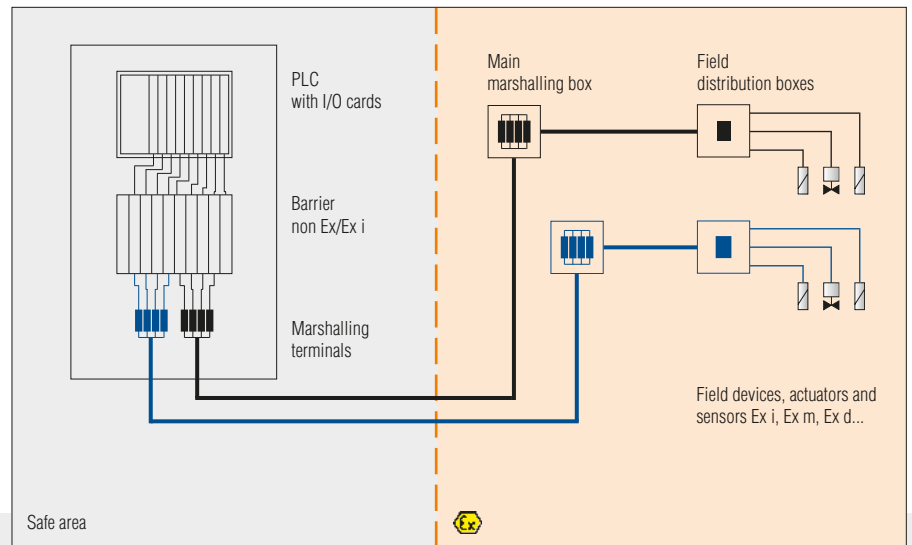 PLC
with I/O cards
Barrier
non Ex/Ex i
Marshalling
terminals
Safe area
Main
marshalling box
Field
distribution boxes
Field devices, actuators and
sensors Ex i, Ex m, Ex d...
Ex